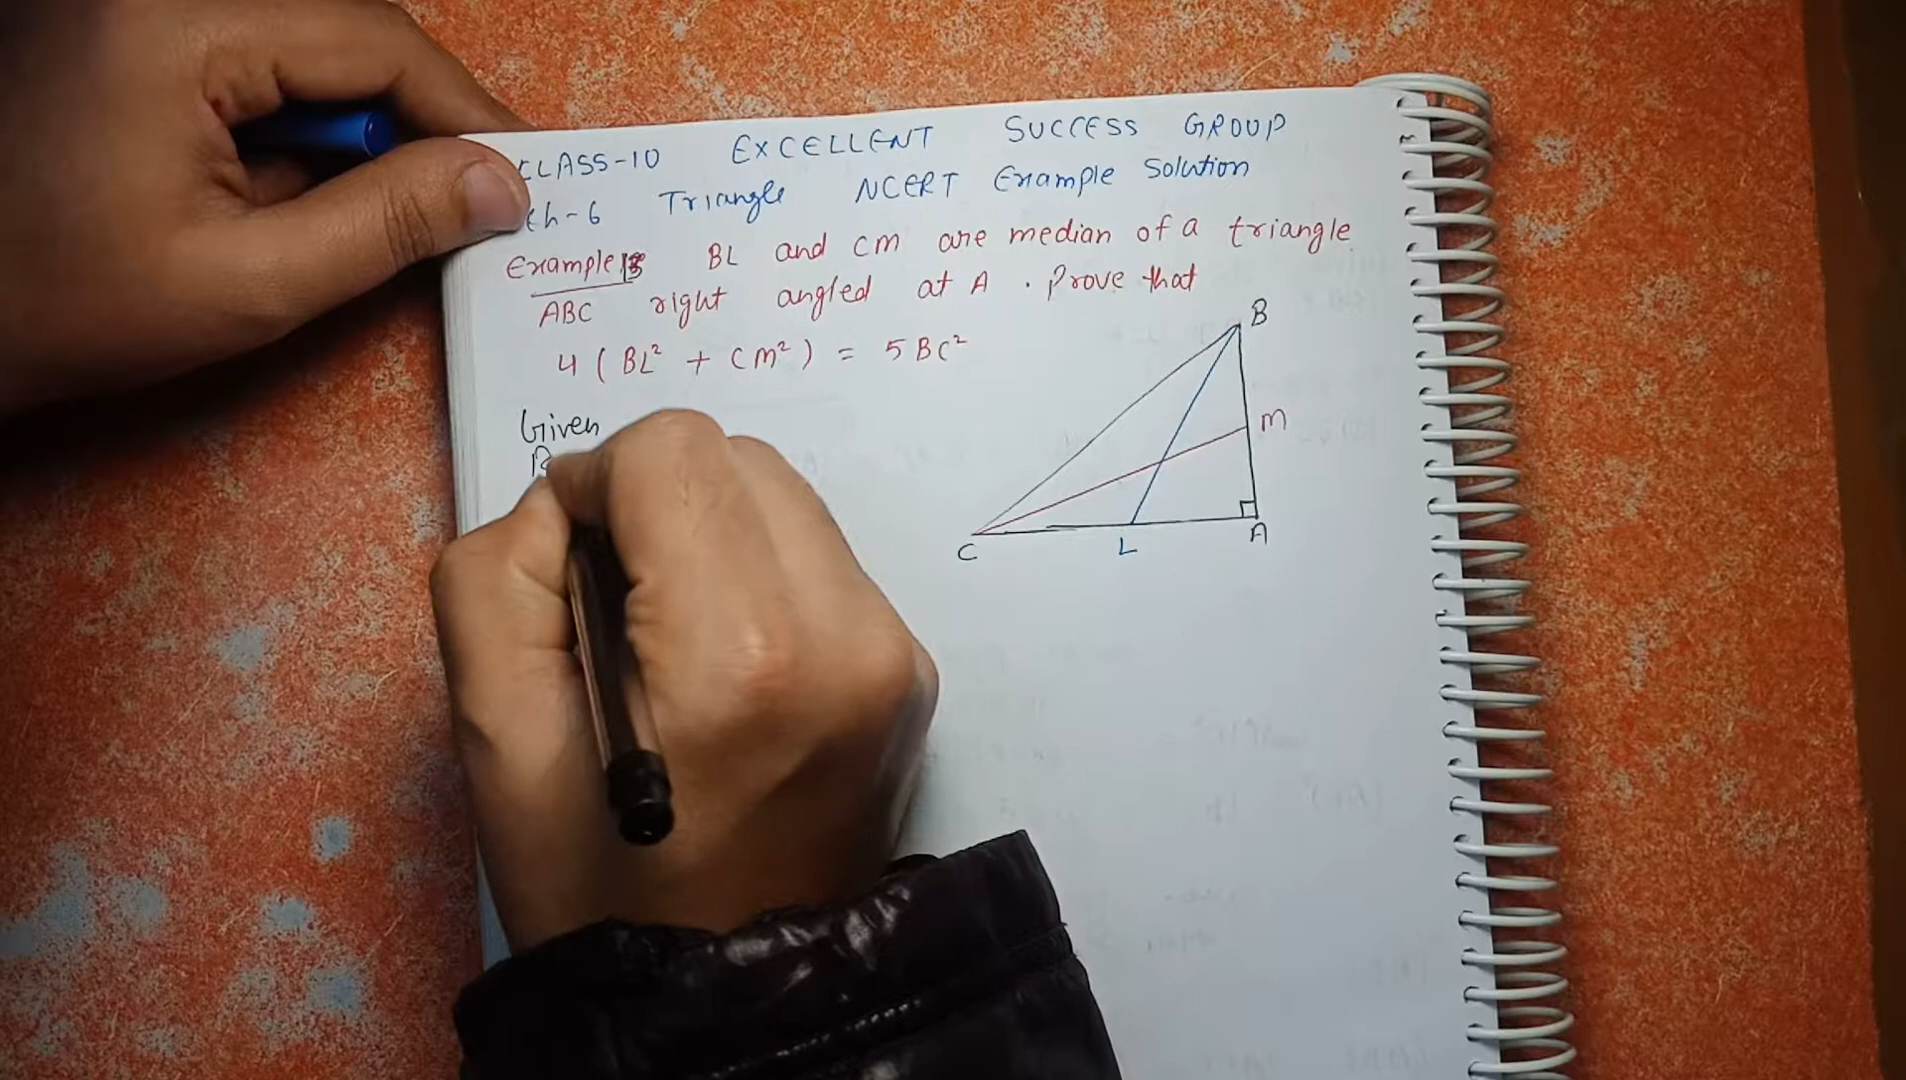 CLASS-10 EXCELLENT SUCCESS GROUP
Ch-6 Triangle NCERT Example Solution
Example 13 BL and CM are median of a triangle
ABC right angled at A . Prove that
4 ( BL² + CM² ) = 5 BC²
Given
B
B
M
C
L
A